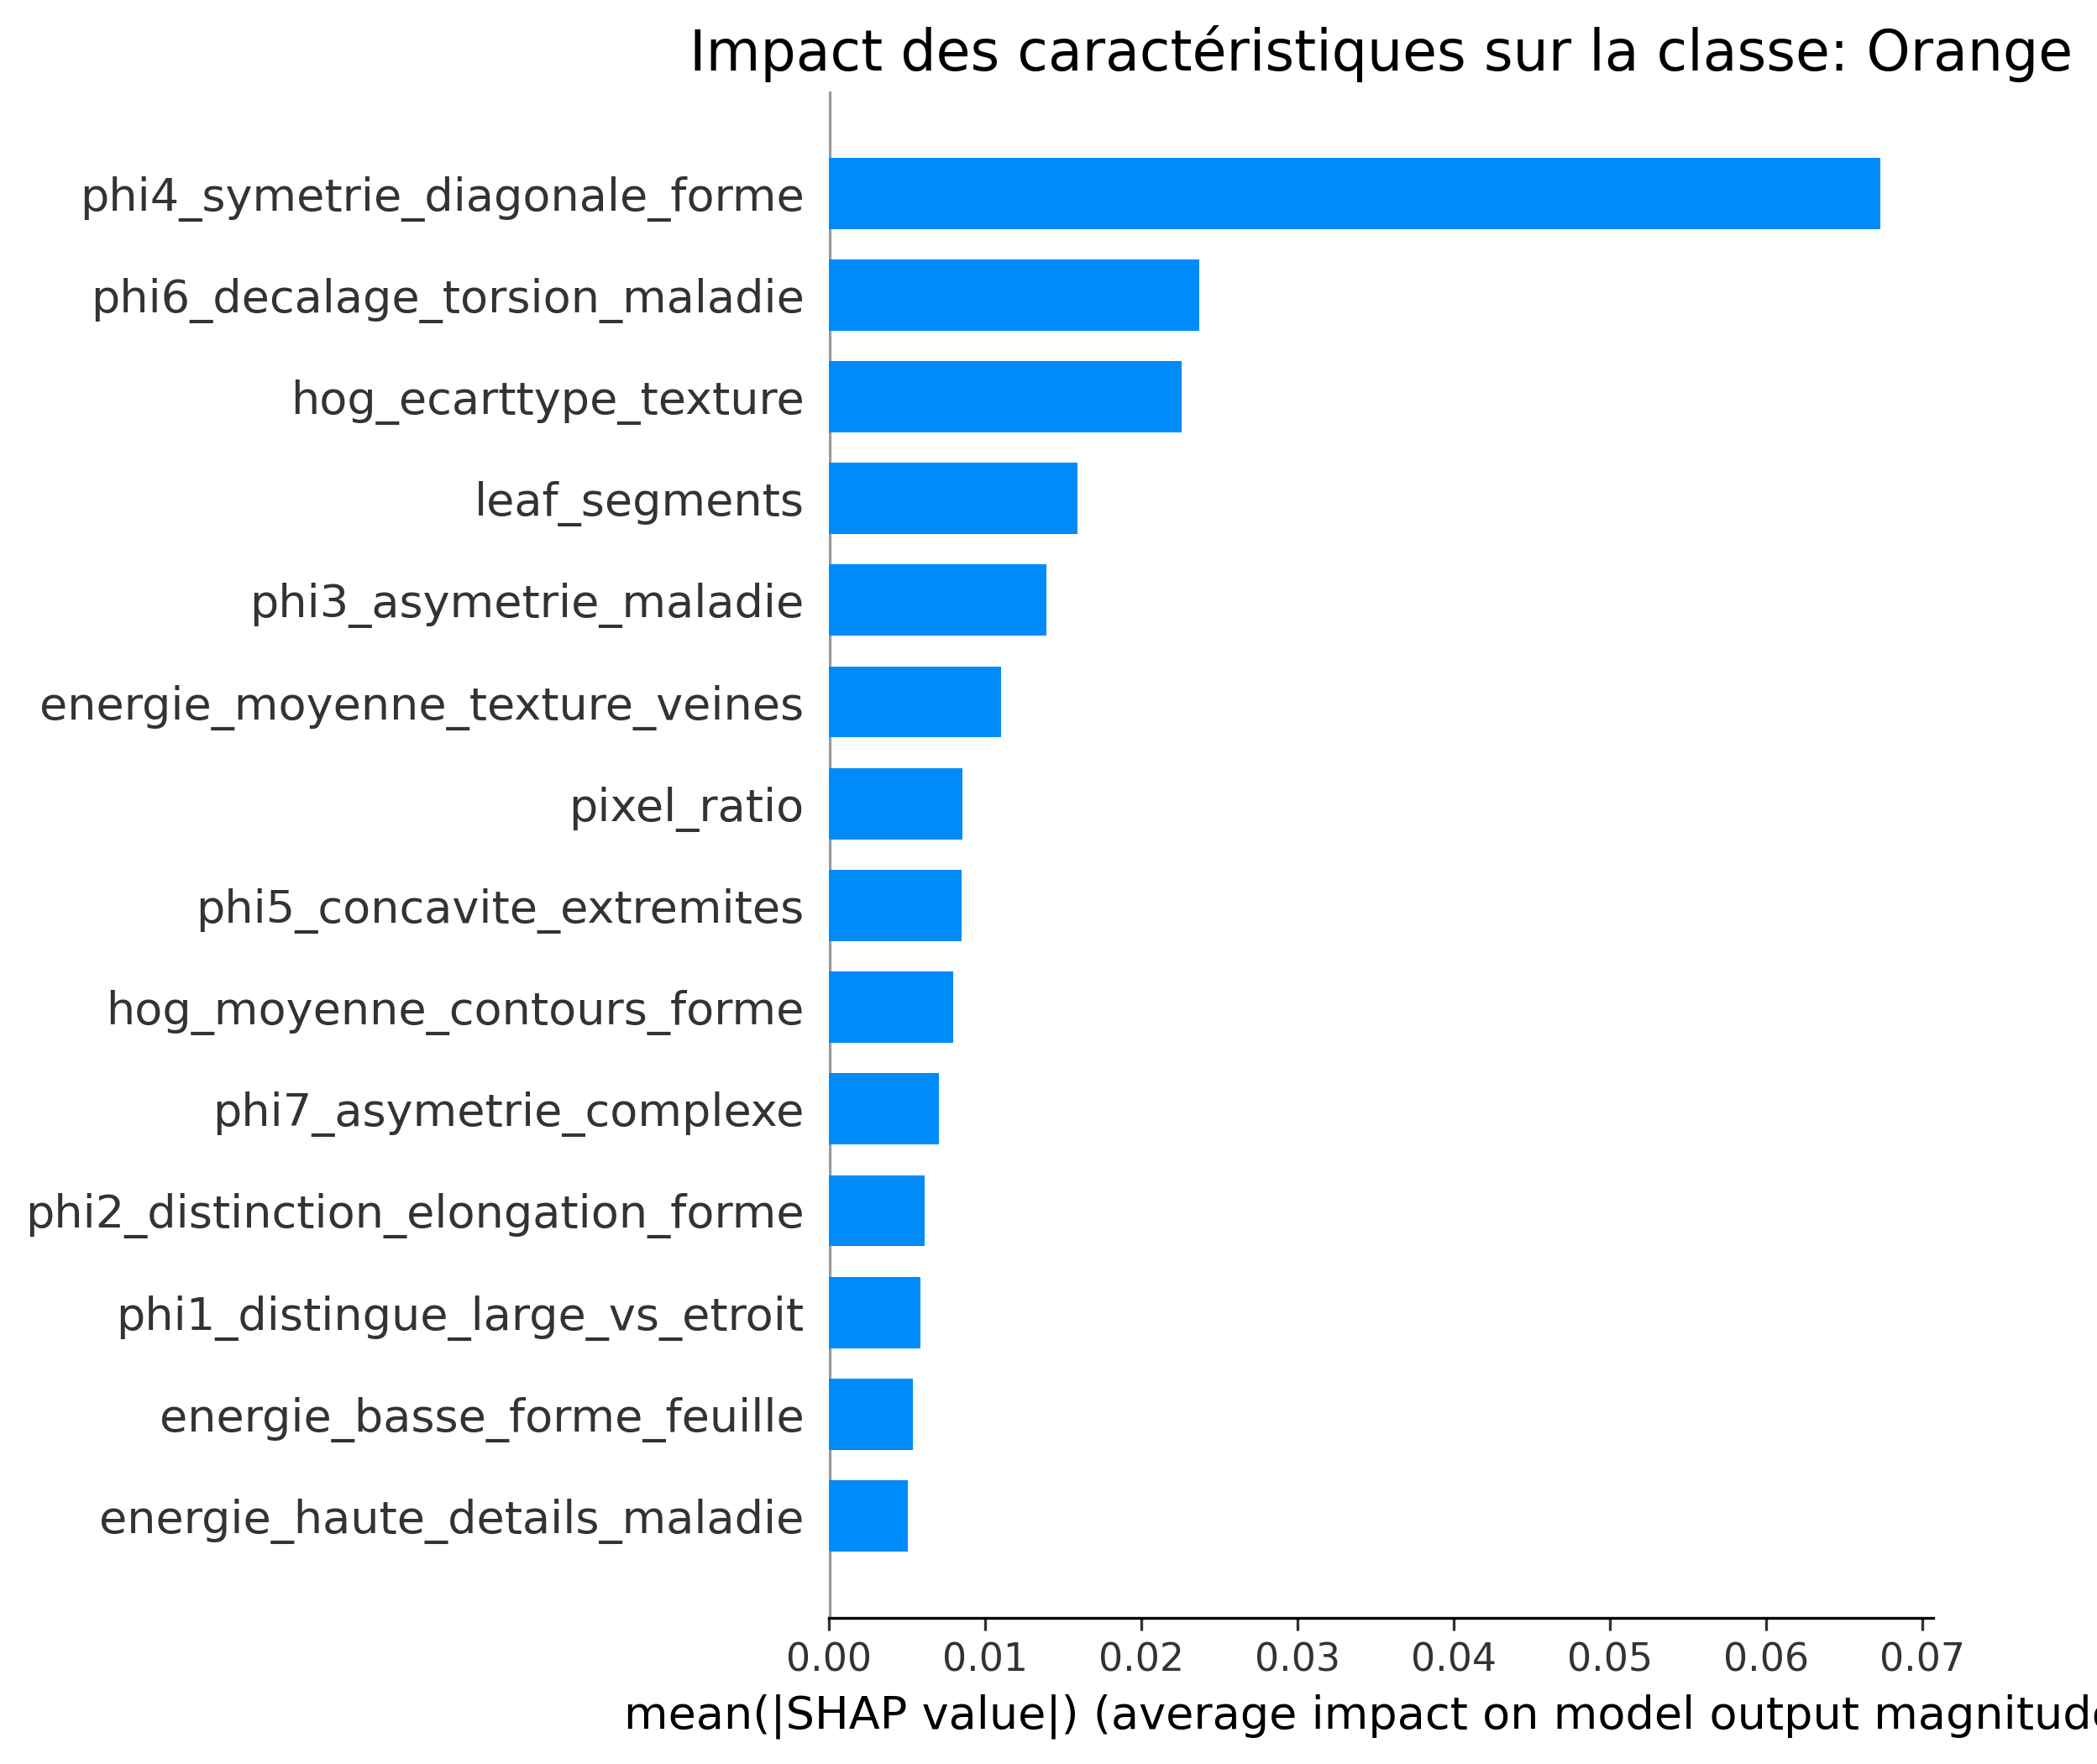 Impact des caractéristiques sur la classe: Orange
phi4_symetrie_diagonale_forme
phi6_decalage_torsion_maladie
hog_ecarttype_texture
leaf_segments
phi3_asymetrie_maladie
energie_moyenne_texture_veines
pixel_ratio
phi5_concavite_extremites
hog_moyenne_contours_forme
phi7_asymetrie_complexe
phi2_distinction_elongation_forme
phi1_distingue_large_vs_etroit
energie_basse_forme_feuille
energie_haute_details_maladie
0.00 0.01 0.02 0.03 0.04 0.05 0.06 0.07
mean(|SHAP value|) (average impact on model output magnitude